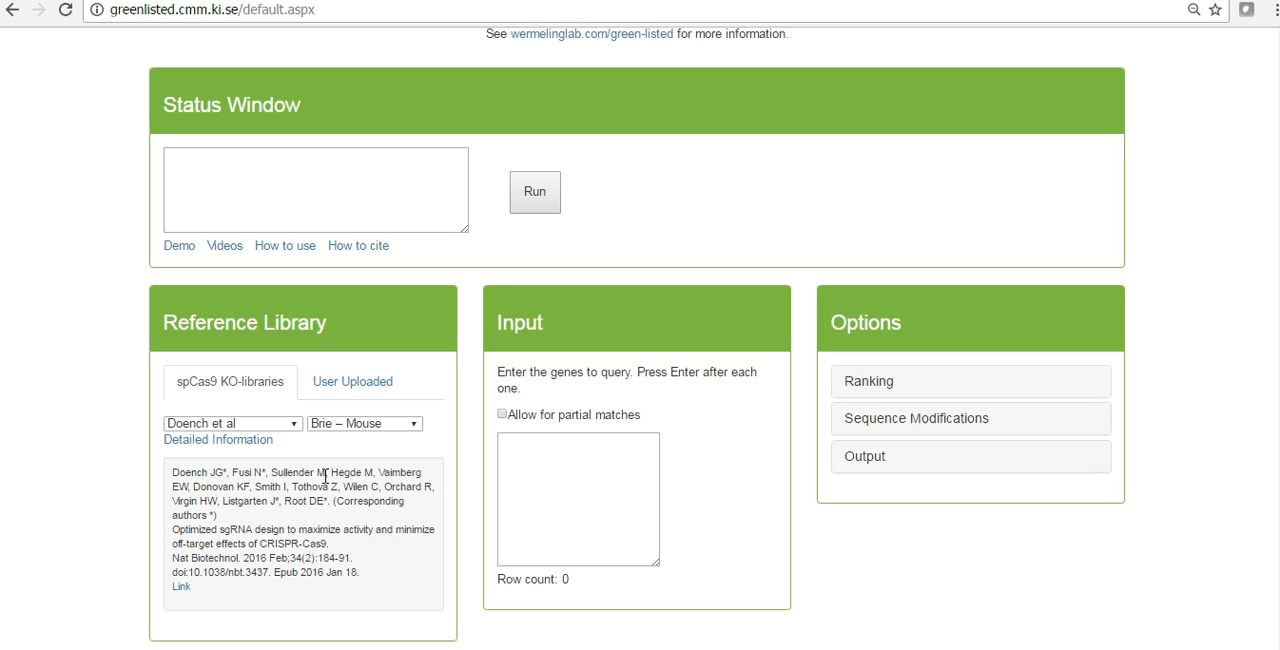 greenlisted.cmm.ki.se/default.aspx
See wermelinglab.com/green-listed for more information.
Status Window
Run
Demo Videos How to use How to cite
Reference Library
spCas9 KO-libraries User Uploaded
Doench et al Brie – Mouse
Detailed Information
Doench JG*, Fusi N*, Sullender M, Hegde M, Vaimberg
EW, Donovan KF, Smith I, Tothova Z, Wilen C, Orchard R,
Virgin HW, Listgarten J*, Root DE*. (Corresponding
authors *)
Optimized sgRNA design to maximize activity and minimize
off-target effects of CRISPR-Cas9.
Nat Biotechnol. 2016 Feb;34(2):184-91.
doi:10.1038/nbt.3437. Epub 2016 Jan 18.
Link
Input
Enter the genes to query. Press Enter after each
one.
Allow for partial matches
Row count: 0
Options
Ranking
Sequence Modifications
Output